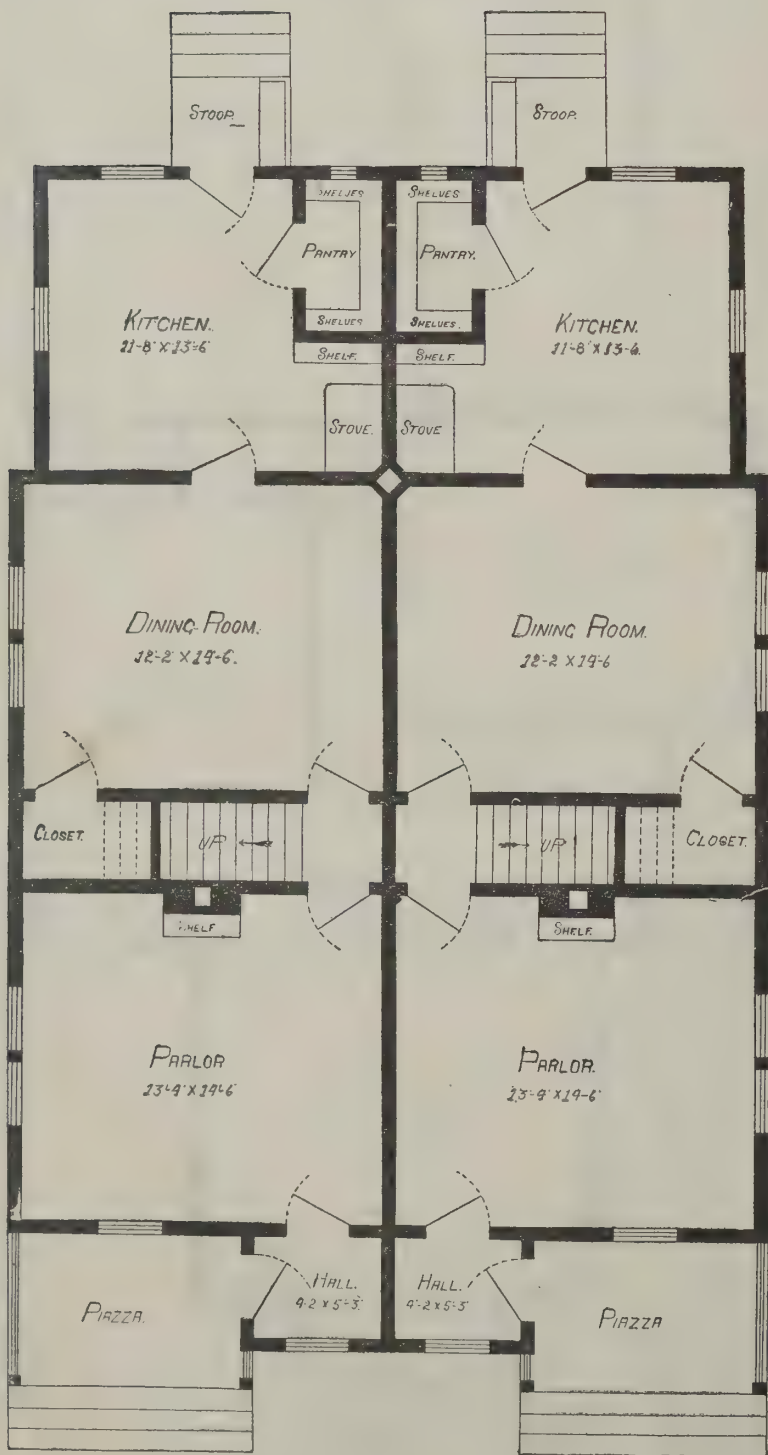 STOOP.
STOOP.
SHELVES
SHELVES
PANTRY
PANTRY.
KITCHEN.
11'-8" X 13'-6
KITCHEN.
11'-8" X 13'-6.
SHELVES
SHELVES.
SHELF.
SHELF.
STOVE.
STOVE
DINING-ROOM.
12'-2" X 14'-6.
DINING ROOM.
12'-2 X 14'-6
CLOSET.
UP
UP
CLOSET.
SHELF
SHELF.
PARLOR
13'-4" X 14'-6
PARLOR.
13'-4" X 14'-6"
HALL.
4-2 X 5'-3.
HALL.
4'-2 X 5'-3
PIAZZA.
PIAZZA